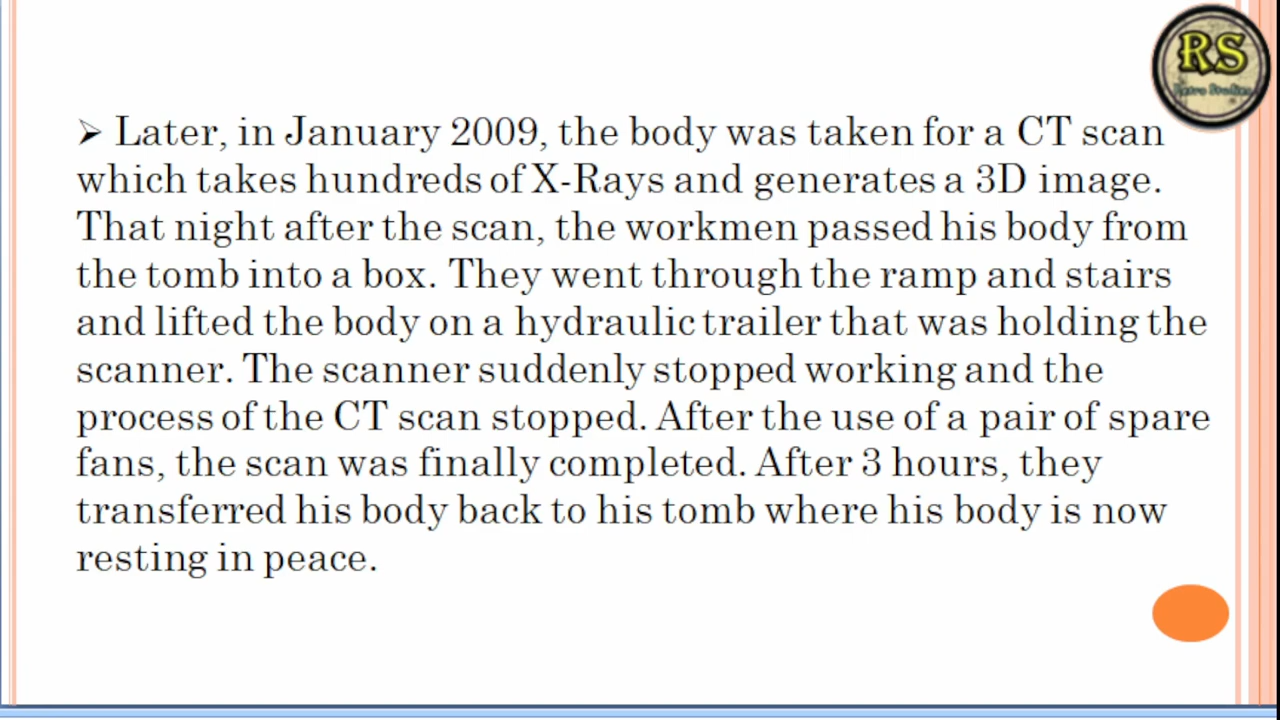 RS
Retro Studies
➢ Later, in January 2009, the body was taken for a CT scan
which takes hundreds of X-Rays and generates a 3D image.
That night after the scan, the workmen passed his body from
the tomb into a box. They went through the ramp and stairs
and lifted the body on a hydraulic trailer that was holding the
scanner. The scanner suddenly stopped working and the
process of the CT scan stopped. After the use of a pair of spare
fans, the scan was finally completed. After 3 hours, they
transferred his body back to his tomb where his body is now
resting in peace.